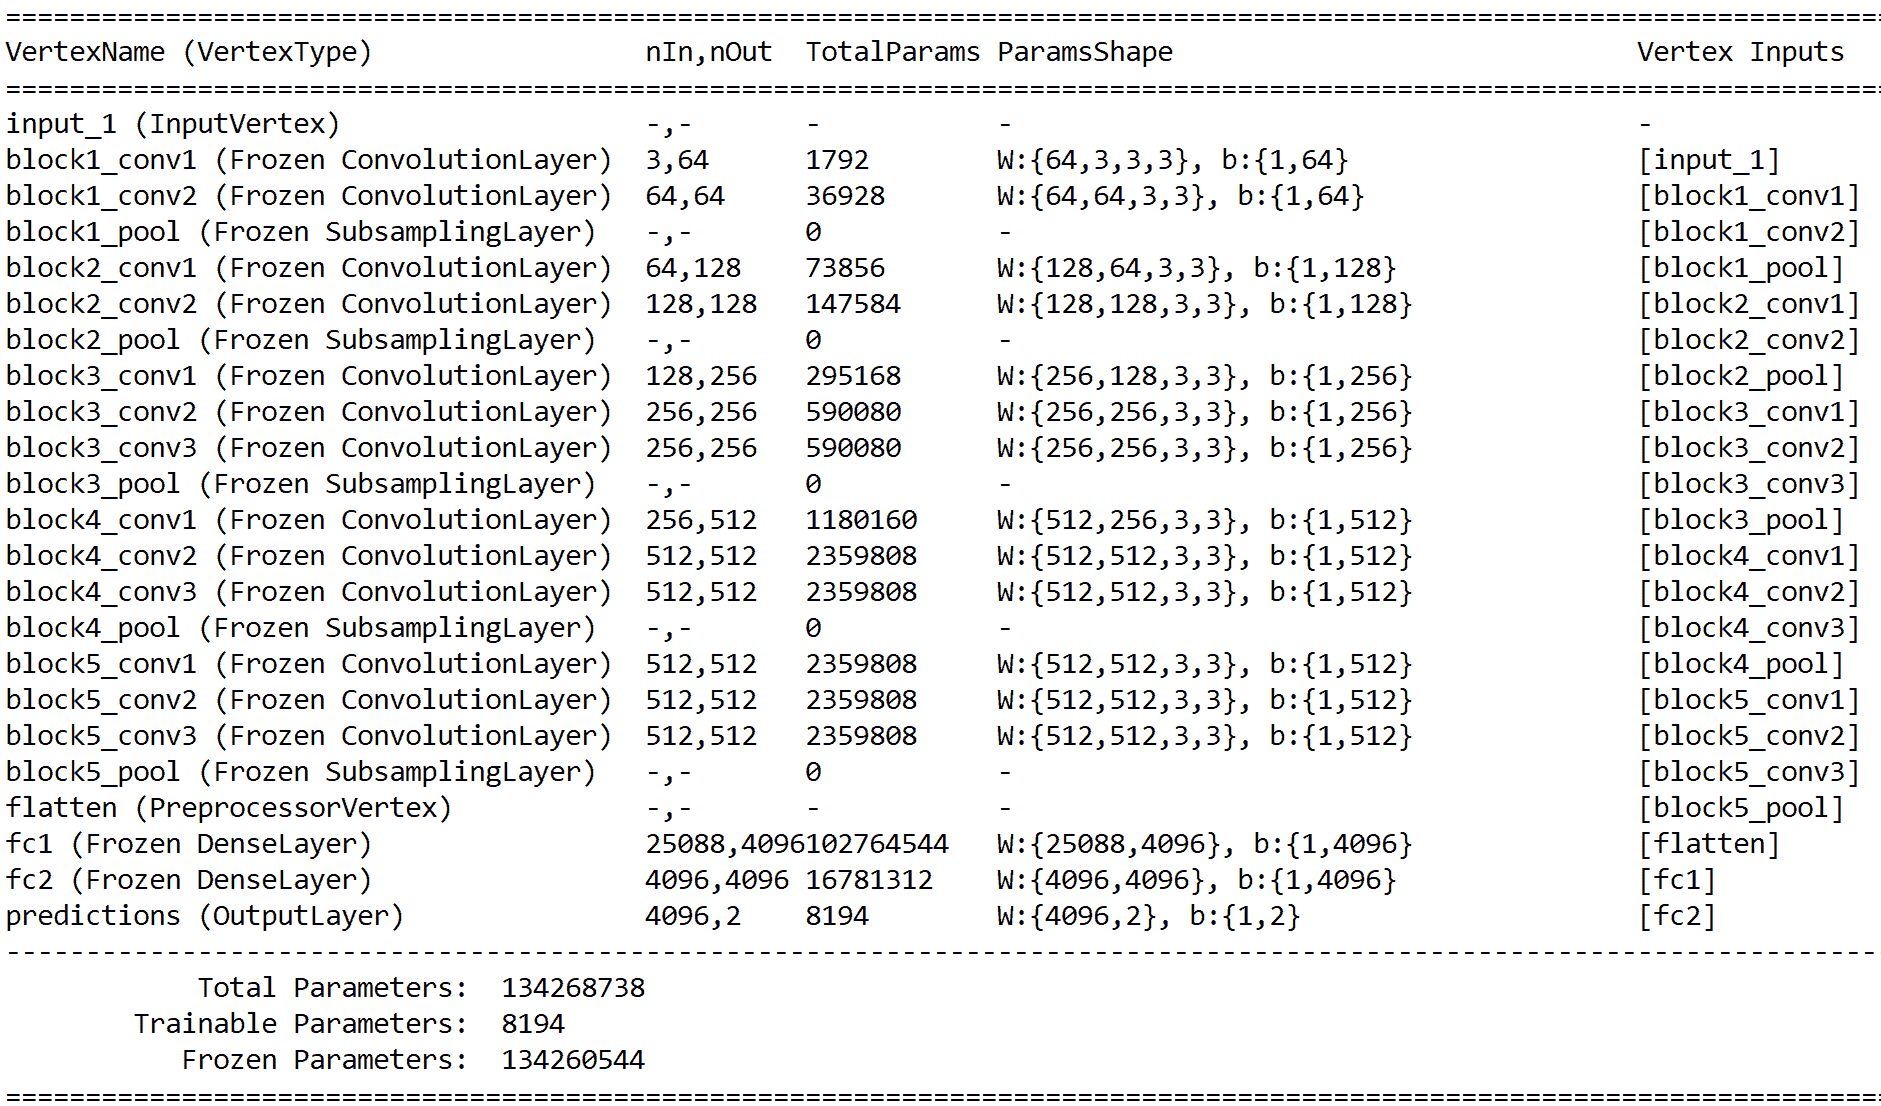 ======================================================================================================================
VertexName (VertexType)                 nIn,nOut  TotalParams ParamsShape                             Vertex Inputs
======================================================================================================================
input_1 (InputVertex)                   -,-       -           -                                       -
block1_conv1 (Frozen ConvolutionLayer)  3,64      1792        W:{64,3,3,3}, b:{1,64}                  [input_1]
block1_conv2 (Frozen ConvolutionLayer)  64,64     36928       W:{64,64,3,3}, b:{1,64}                 [block1_conv1]
block1_pool (Frozen SubsamplingLayer)   -,-       0           -                                       [block1_conv2]
block2_conv1 (Frozen ConvolutionLayer)  64,128    73856       W:{128,64,3,3}, b:{1,128}               [block1_pool]
block2_conv2 (Frozen ConvolutionLayer)  128,128   147584      W:{128,128,3,3}, b:{1,128}              [block2_conv1]
block2_pool (Frozen SubsamplingLayer)   -,-       0           -                                       [block2_conv2]
block3_conv1 (Frozen ConvolutionLayer)  128,256   295168      W:{256,128,3,3}, b:{1,256}              [block2_pool]
block3_conv2 (Frozen ConvolutionLayer)  256,256   590080      W:{256,256,3,3}, b:{1,256}              [block3_conv1]
block3_conv3 (Frozen ConvolutionLayer)  256,256   590080      W:{256,256,3,3}, b:{1,256}              [block3_conv2]
block3_pool (Frozen SubsamplingLayer)   -,-       0           -                                       [block3_conv3]
block4_conv1 (Frozen ConvolutionLayer)  256,512   1180160     W:{512,256,3,3}, b:{1,512}              [block3_pool]
block4_conv2 (Frozen ConvolutionLayer)  512,512   2359808     W:{512,512,3,3}, b:{1,512}              [block4_conv1]
block4_conv3 (Frozen ConvolutionLayer)  512,512   2359808     W:{512,512,3,3}, b:{1,512}              [block4_conv2]
block4_pool (Frozen SubsamplingLayer)   -,-       0           -                                       [block4_conv3]
block5_conv1 (Frozen ConvolutionLayer)  512,512   2359808     W:{512,512,3,3}, b:{1,512}              [block4_pool]
block5_conv2 (Frozen ConvolutionLayer)  512,512   2359808     W:{512,512,3,3}, b:{1,512}              [block5_conv1]
block5_conv3 (Frozen ConvolutionLayer)  512,512   2359808     W:{512,512,3,3}, b:{1,512}              [block5_conv2]
block5_pool (Frozen SubsamplingLayer)   -,-       0           -                                       [block5_conv3]
flatten (PreprocessorVertex)            -,-       -           -                                       [block5_pool]
fc1 (Frozen DenseLayer)                 25088,4096102764544   W:{25088,4096}, b:{1,4096}              [flatten]
fc2 (Frozen DenseLayer)                 4096,4096 16781312    W:{4096,4096}, b:{1,4096}               [fc1]
predictions (OutputLayer)               4096,2    8194        W:{4096,2}, b:{1,2}                     [fc2]
----------------------------------------------------------------------------------------------------------------------
            Total Parameters:  134268738
        Trainable Parameters:  8194
           Frozen Parameters:  134260544
======================================================================================================================